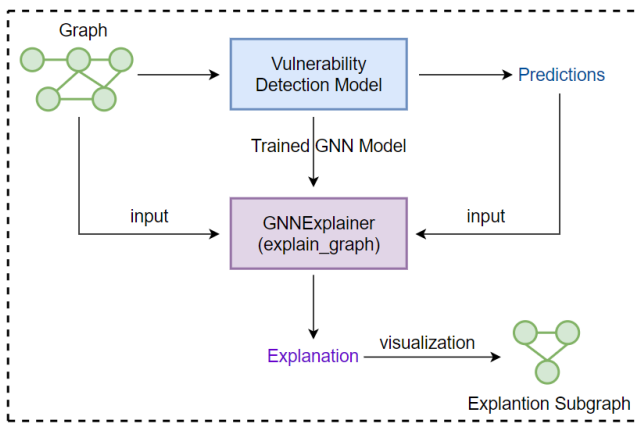 Graph
Vulnerability
Detection Model
Predictions
Trained GNN Model
input
GNNExplainer
(explain_graph)
input
Explanation
visualization
Explantion Subgraph